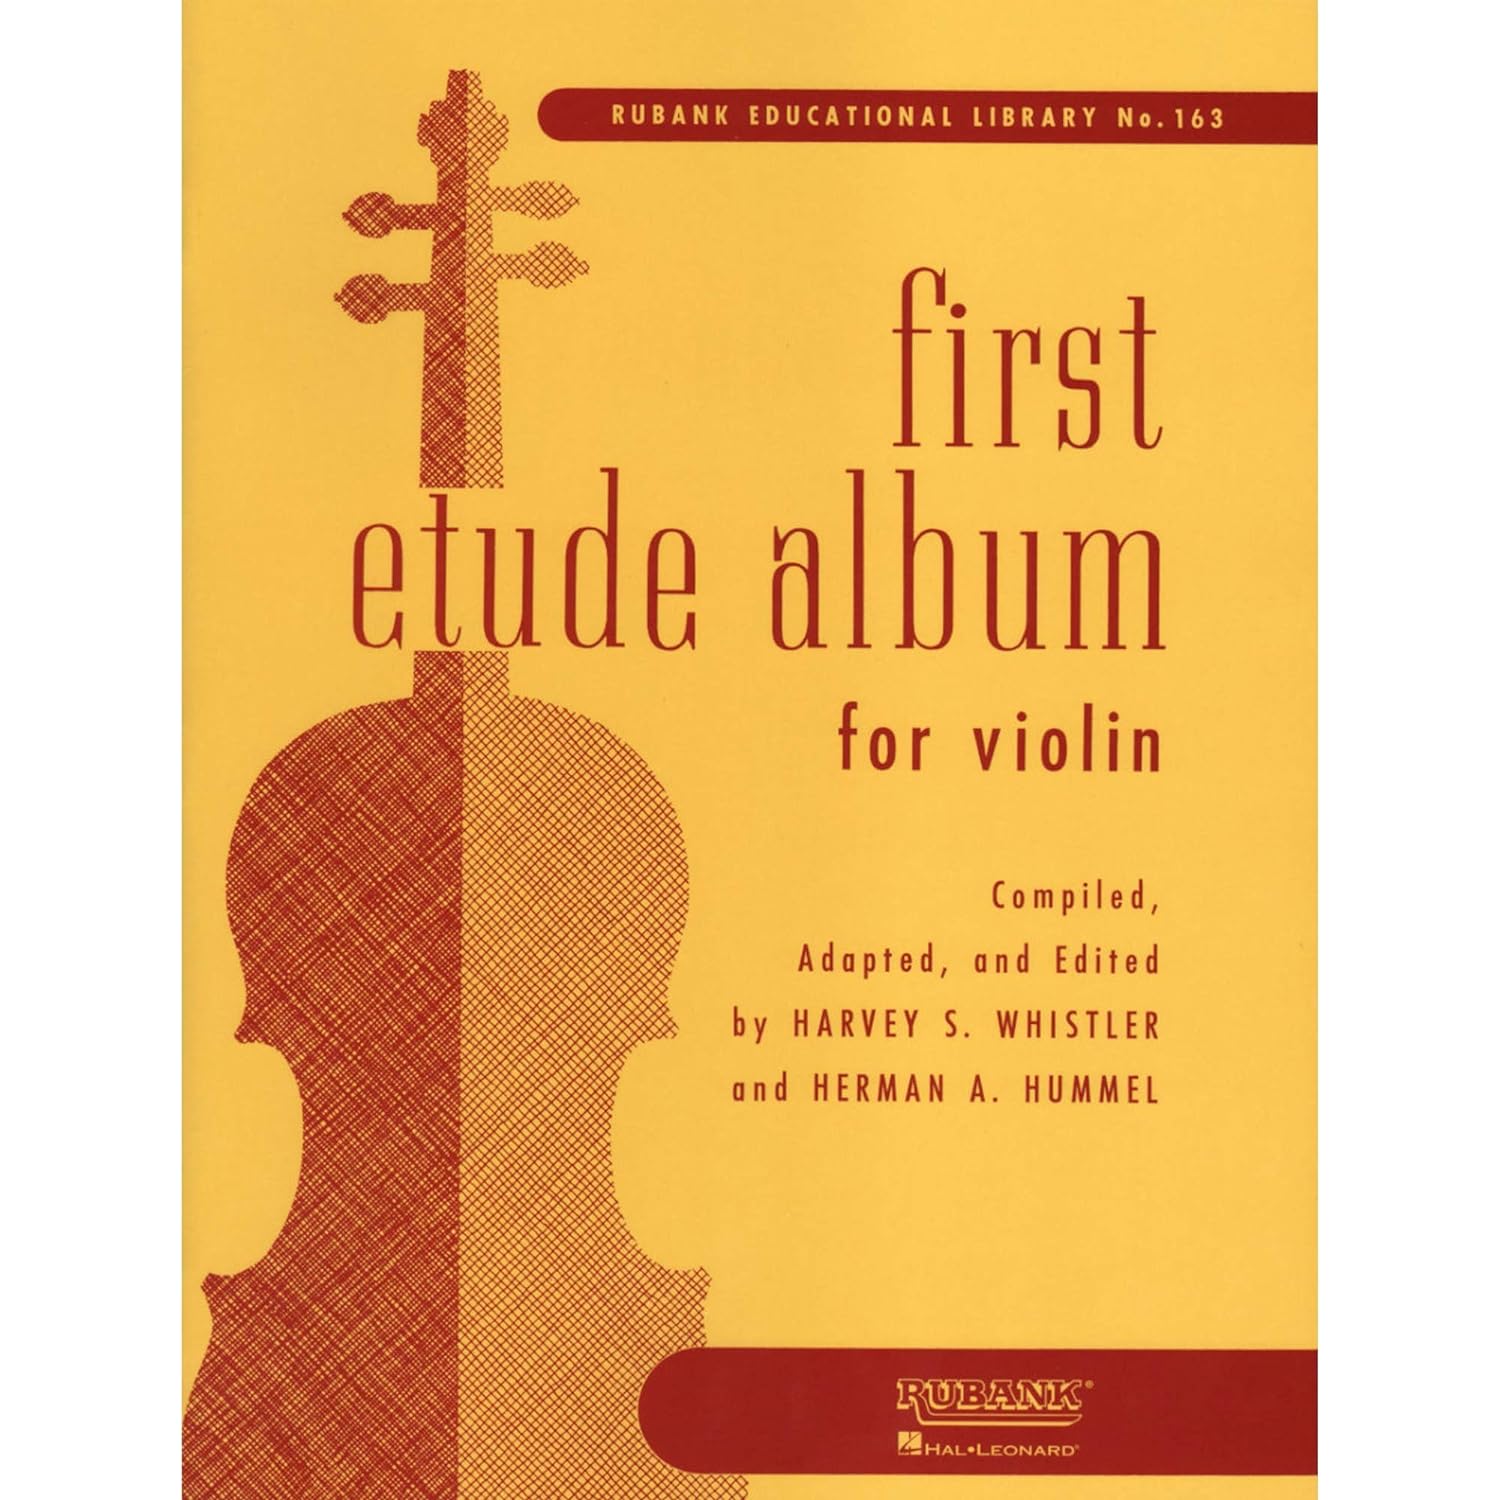 RUBANK EDUCATIONAL LIBRARY No. 163
first
etude album
for violin
Compiled,
Adapted, and Edited
by HARVEY S. WHISTLER
and HERMAN A. HUMMEL
RUBANK®
HAL•LEONARD®